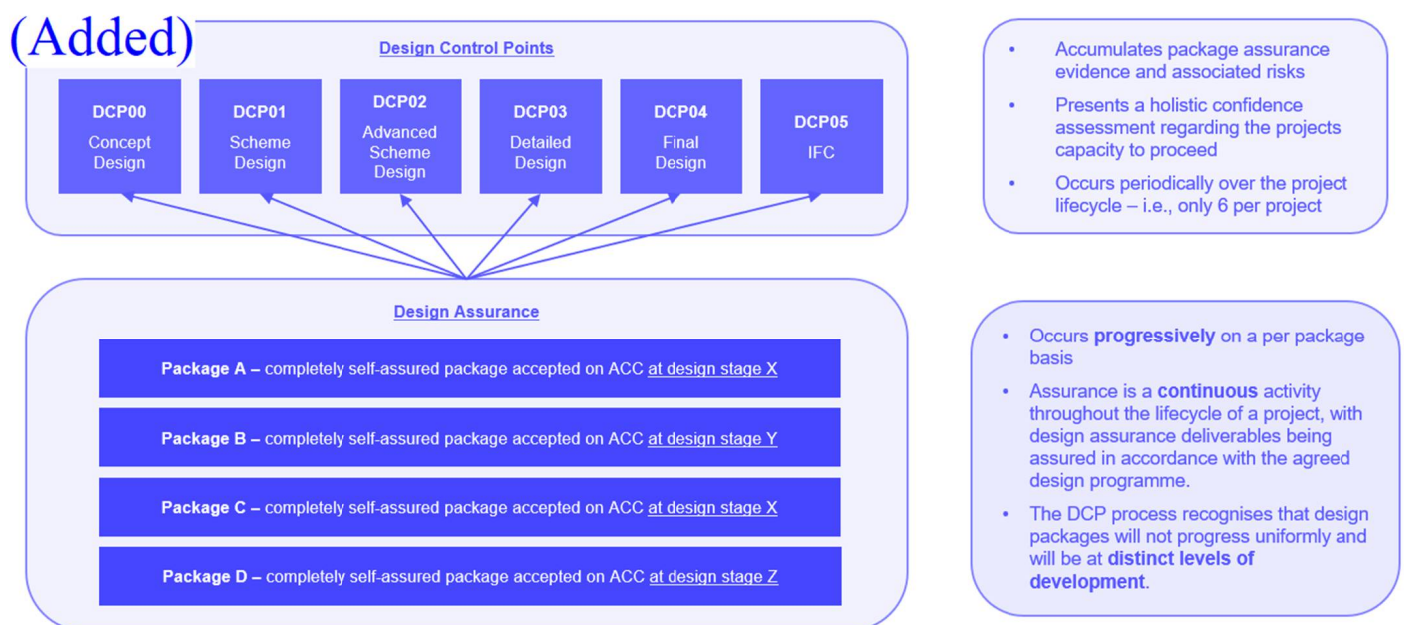 (Added)
Design Control Points
DCP00
Concept
Design
DCP01
Scheme
Design
DCP02
Advanced
Scheme
Design
DCP03
Detailed
Design
DCP04
Final
Design
DCP05
IFC
• Accumulates package assurance
evidence and associated risks
• Presents a holistic confidence
assessment regarding the projects
capacity to proceed
• Occurs periodically over the project
lifecycle – i.e., only 6 per project
Design Assurance
Package A – completely self-assured package accepted on ACC at design stage X
Package B – completely self-assured package accepted on ACC at design stage Y
Package C – completely self-assured package accepted on ACC at design stage X
Package D – completely self-assured package accepted on ACC at design stage Z
• Occurs progressively on a per package
basis
• Assurance is a continuous activity
throughout the lifecycle of a project, with
design assurance deliverables being
assured in accordance with the agreed
design programme.
• The DCP process recognises that design
packages will not progress uniformly and
will be at distinct levels of
development.